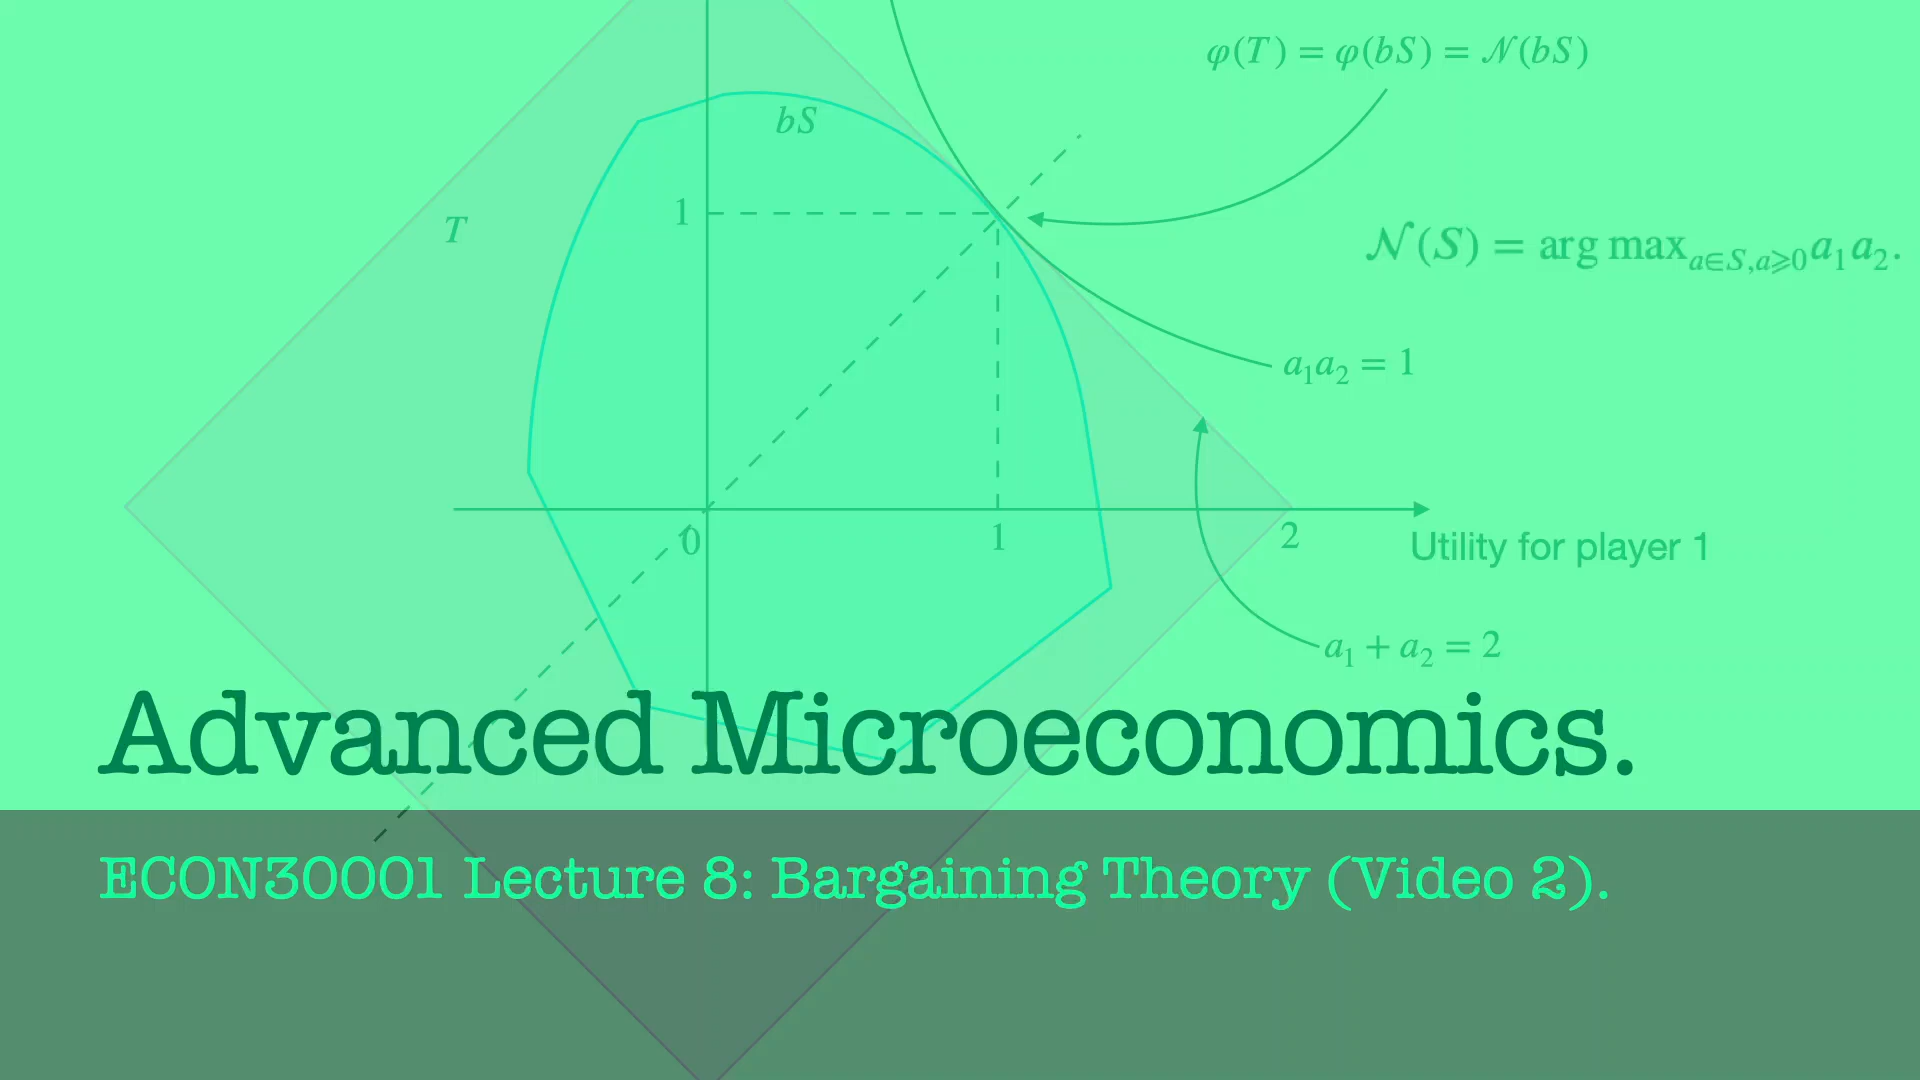 φ(T) = φ(bS) = 𝒩(bS)
bS
T
1
𝒩(S) = arg max_{a∈S,a⩾0} a₁a₂.
a₁a₂ = 1
0
1
2
Utility for player 1
a₁ + a₂ = 2
Advanced Microeconomics.
ECON30001 Lecture 8: Bargaining Theory (Video 2).